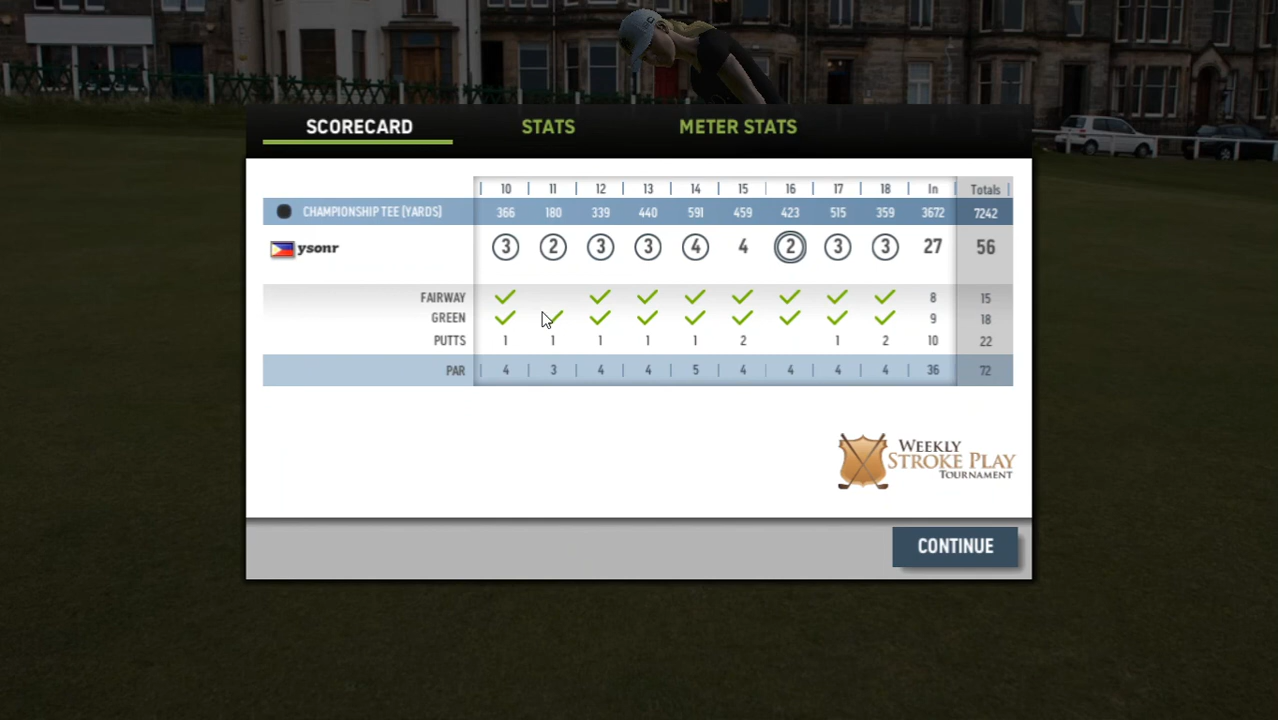 SCORECARD STATS METER STATS
10 11 12 13 14 15 16 17 18 In Totals
CHAMPIONSHIP TEE (YARDS) 366 180 339 440 591 459 423 515 359 3672 7242
ysonr 3 2 3 3 4 4 2 3 3 27 56
FAIRWAY 8 15
GREEN 9 18
PUTTS 1 1 1 1 1 2 1 2 10 22
PAR 4 3 4 4 5 4 4 4 4 36 72
WEEKLY
STROKE PLAY
TOURNAMENT
CONTINUE